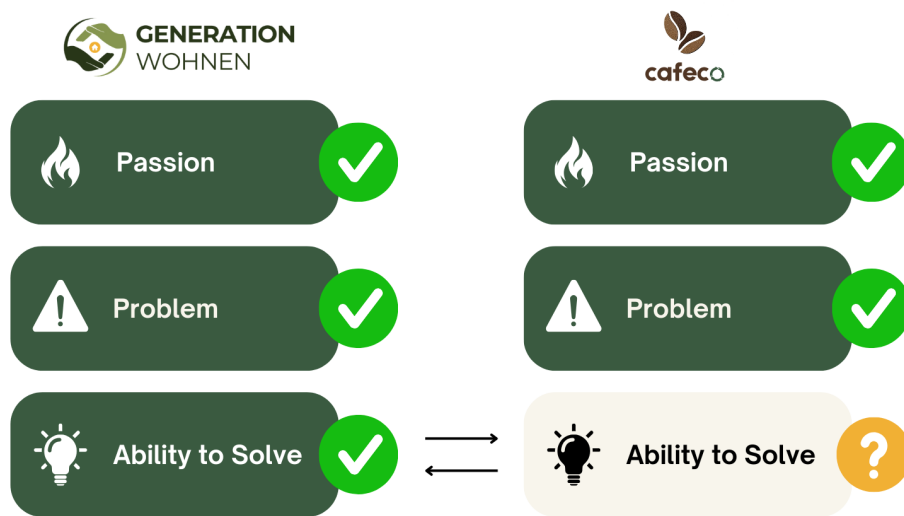 GENERATION
WOHNEN
cafeco
Passion
Passion
Problem
Problem
Ability to Solve
Ability to Solve
?